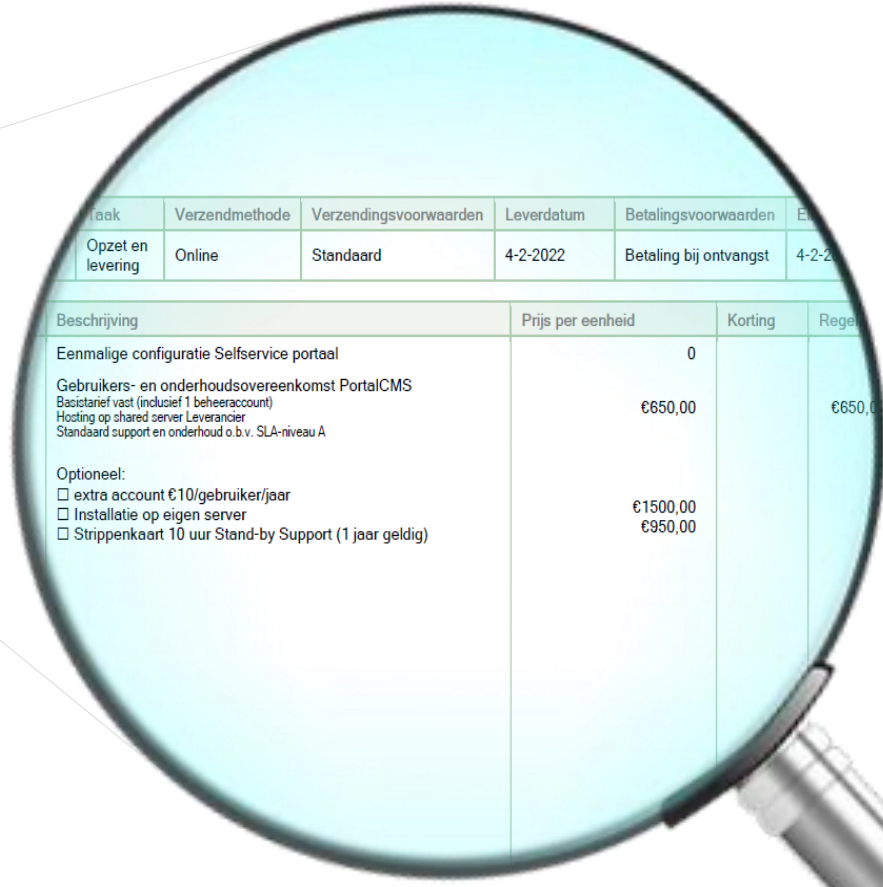 Taak Verzendmethode Verzendingsvoorwaarden Leverdatum Betalingsvoorwaarden
Opzet en levering Online Standaard 4-2-2022 Betaling bij ontvangst
Beschrijving Prijs per eenheid Korting
Eenmalige configuratie Selfservice portaal 0
Gebruikers- en onderhoudsovereenkomst PortalCMS
Basistarief vast (inclusief 1 beheeraccount) €650,00
Hosting op shared server Leverancier
Standaard support en onderhoud o.b.v. SLA-niveau A
Optioneel:
☐ extra account €10/gebruiker/jaar
☐ Installatie op eigen server €1500,00
☐ Strippenkaart 10 uur Stand-by Support (1 jaar geldig) €950,00